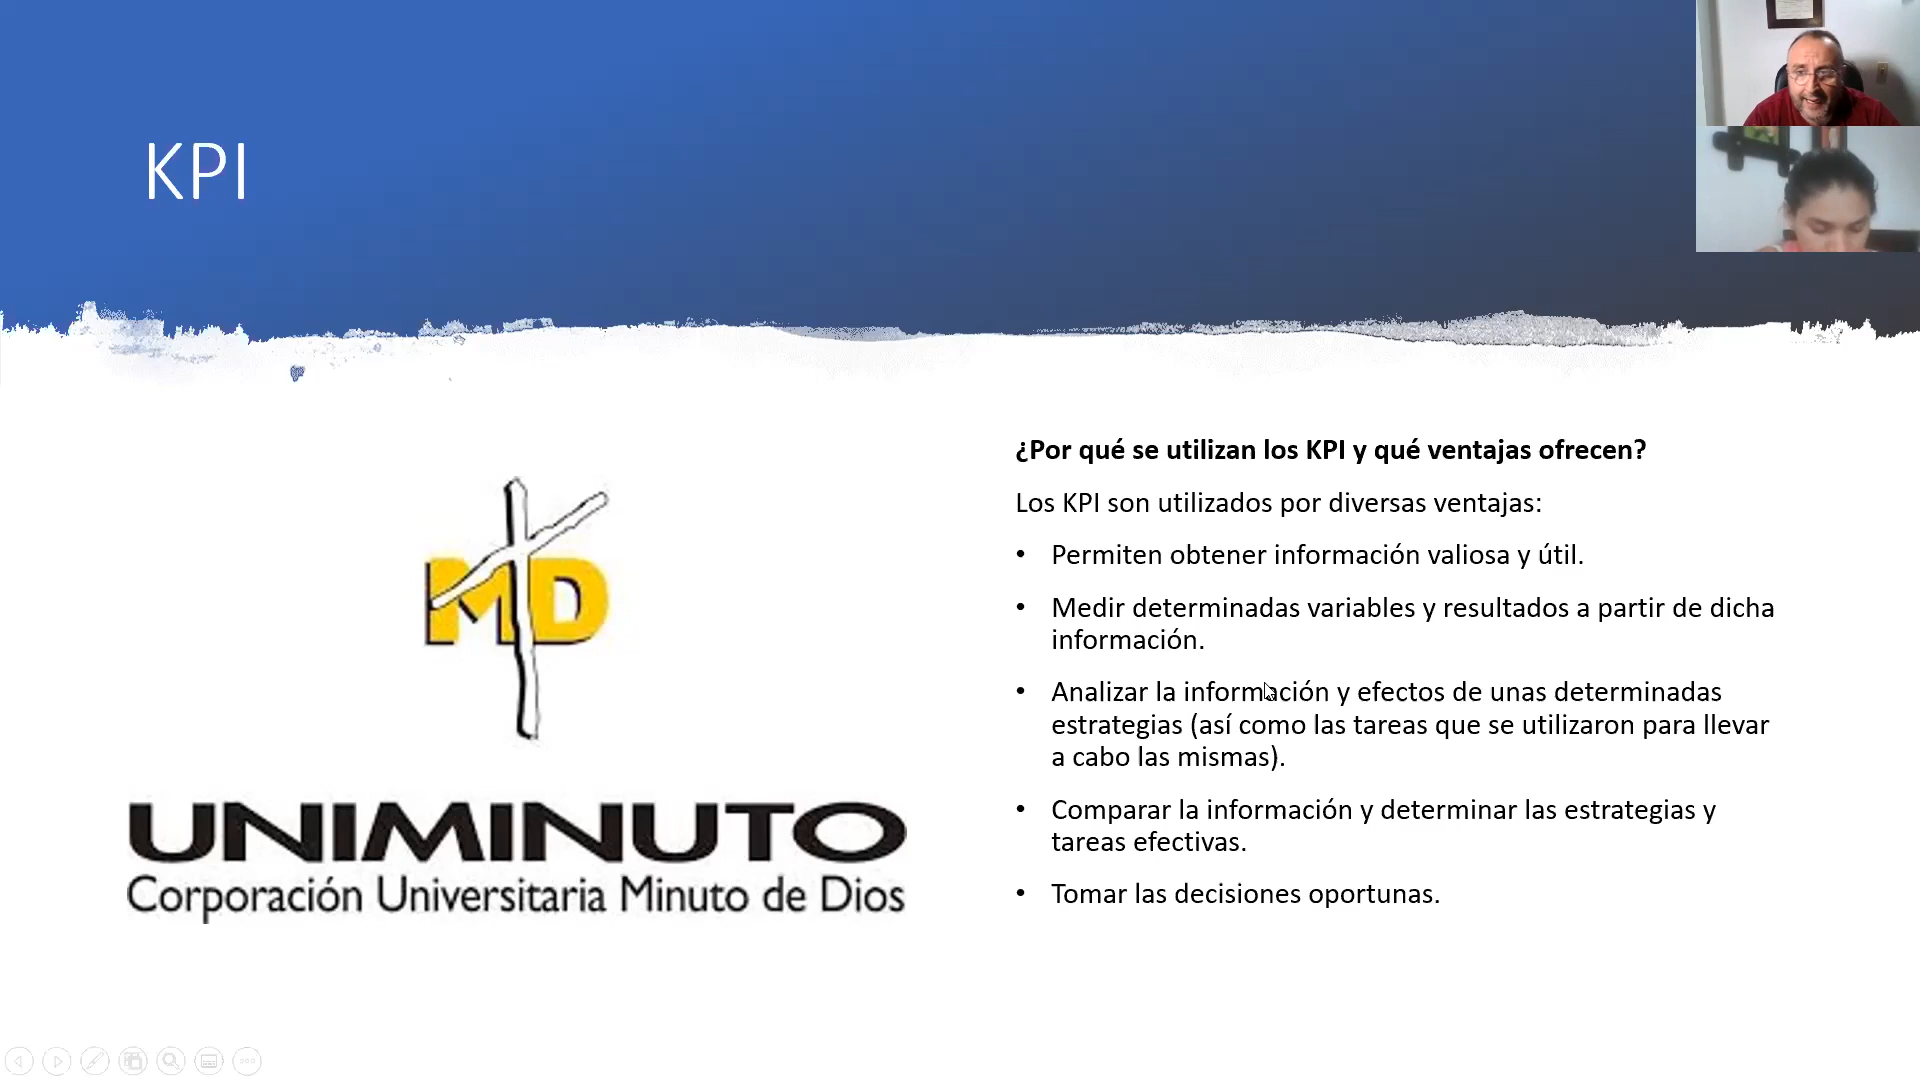 KPI
¿Por qué se utilizan los KPI y qué ventajas ofrecen?
Los KPI son utilizados por diversas ventajas:
• Permiten obtener información valiosa y útil.
• Medir determinadas variables y resultados a partir de dicha
información.
• Analizar la información y efectos de unas determinadas
estrategias (así como las tareas que se utilizaron para llevar
a cabo las mismas).
• Comparar la información y determinar las estrategias y
tareas efectivas.
• Tomar las decisiones oportunas.
MD
UNIMINUTO
Corporación Universitaria Minuto de Dios